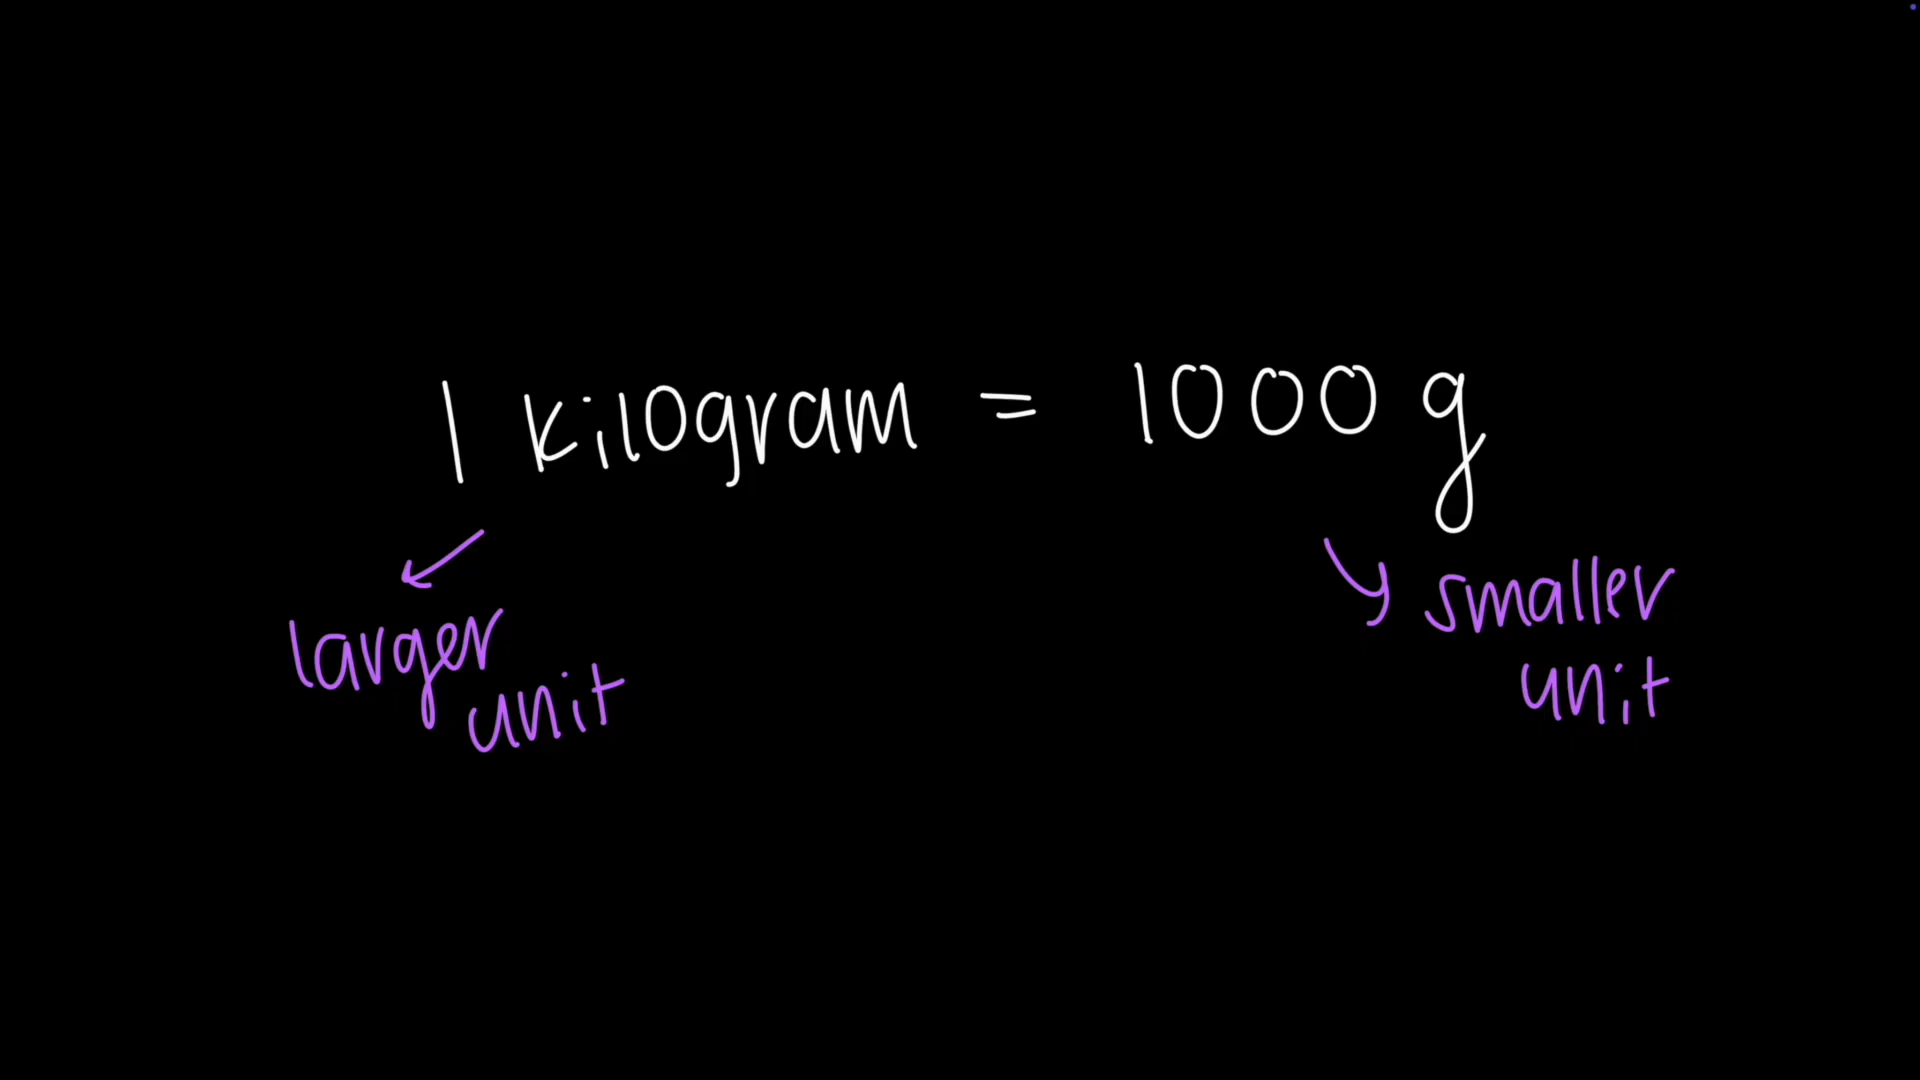 1 kilogram = 1000 g
larger
unit
smaller
unit